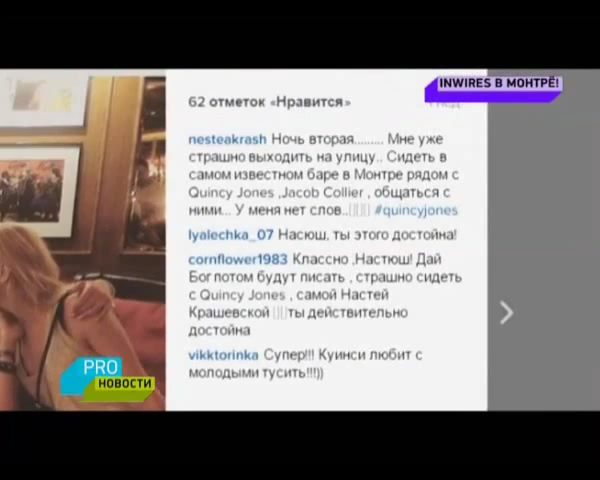 INWIRES В МОНТРЁ!
62 отметок «Нравится»
nesteakrash Ночь вторая......... Мне уже
страшно выходить на улицу.. Сидеть в
самом известном баре в Монтре рядом с
Quincy Jones ,Jacob Collier , общаться с
ними... У меня нет слов.. #quincyjones
lyalechka_07 Насюш, ты этого достойна!
cornflower1983 Классно ,Настюш! Дай
Бог потом будут писать , страшно сидеть
с Quincy Jones , самой Настей
Крашевской ты действительно
достойна
vikktorinka Супер!!! Куинси любит с
молодыми тусить!!!))
PRO
НОВОСТИ